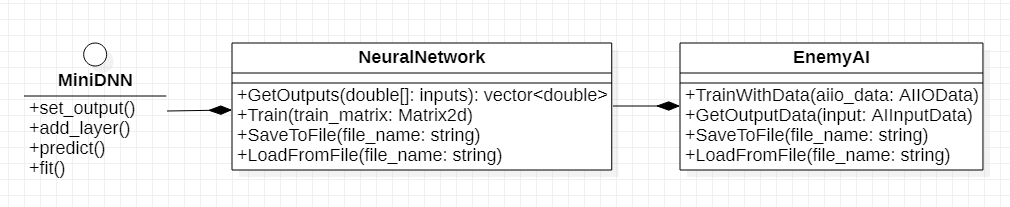 MiniDNN
+set_output()
+add_layer()
+predict()
+fit()
NeuralNetwork
+GetOutputs(double[]: inputs): vector<double>
+Train(train_matrix: Matrix2d)
+SaveToFile(file_name: string)
+LoadFromFile(file_name: string)
EnemyAI
+TrainWithData(aiio_data: AIIOData)
+GetOutputData(input: AIInputData)
+SaveToFile(file_name: string)
+LoadFromFile(file_name: string)